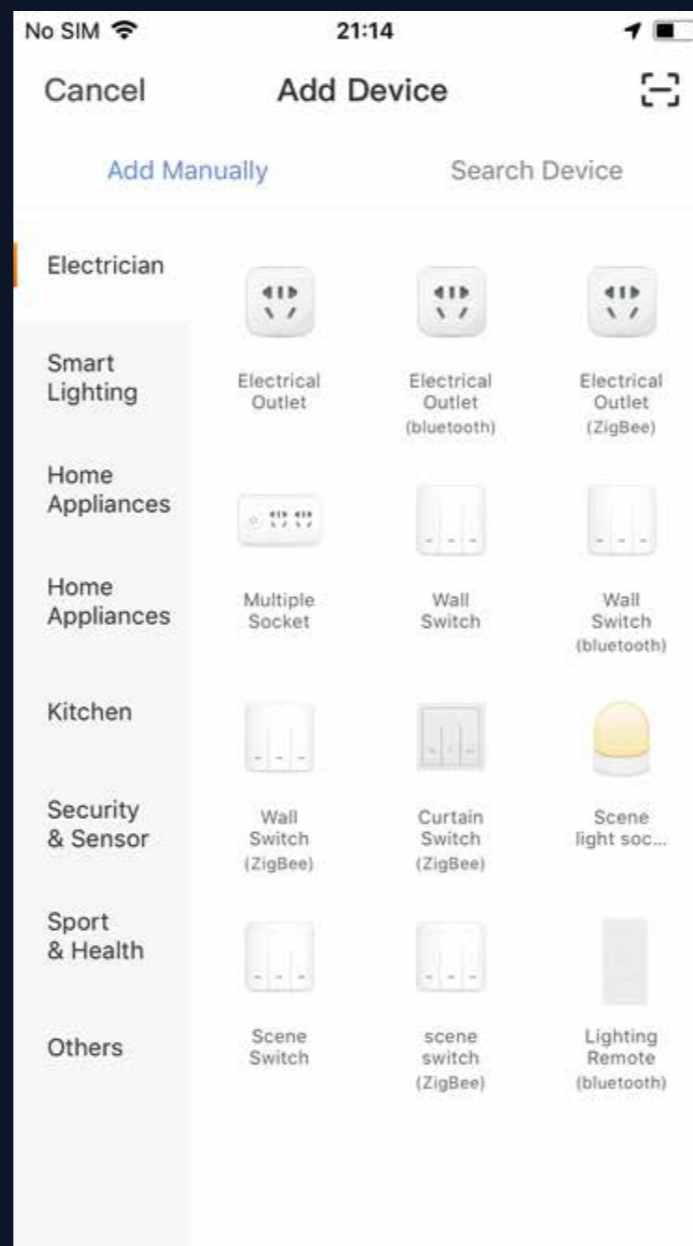 No SIM
21:14
Cancel
Add Device
Add Manually
Search Device
Electrician
Smart
Lighting
Home
Appliances
Home
Appliances
Kitchen
Security
& Sensor
Sport
& Health
Others
Electrical
Outlet
Electrical
Outlet
(bluetooth)
Electrical
Outlet
(ZigBee)
Multiple
Socket
Wall
Switch
Wall
Switch
(bluetooth)
Wall
Switch
(ZigBee)
Curtain
Switch
(ZigBee)
Scene
light soc...
Scene
Switch
scene
switch
(ZigBee)
Lighting
Remote
(bluetooth)